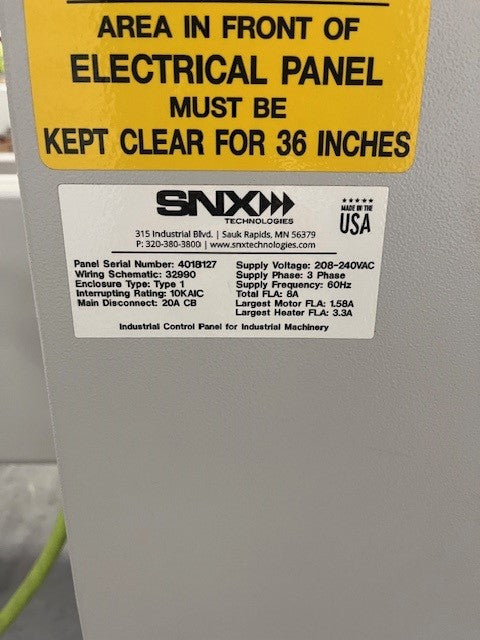 AREA IN FRONT OF
ELECTRICAL PANEL
MUST BE
KEPT CLEAR FOR 36 INCHES
SNX
TECHNOLOGIES
MADE IN THE
USA
315 Industrial Blvd. | Sauk Rapids, MN 56379
P: 320-380-3800 | www.snxtechnologies.com
Panel Serial Number: 401B127
Wiring Schematic: 32990
Enclosure Type: Type 1
Interrupting Rating: 10KAIC
Main Disconnect: 20A CB
Supply Voltage: 208-240VAC
Supply Phase: 3 Phase
Supply Frequency: 60Hz
Total FLA: 8A
Largest Motor FLA: 1.58A
Largest Heater FLA: 3.3A
Industrial Control Panel for Industrial Machinery